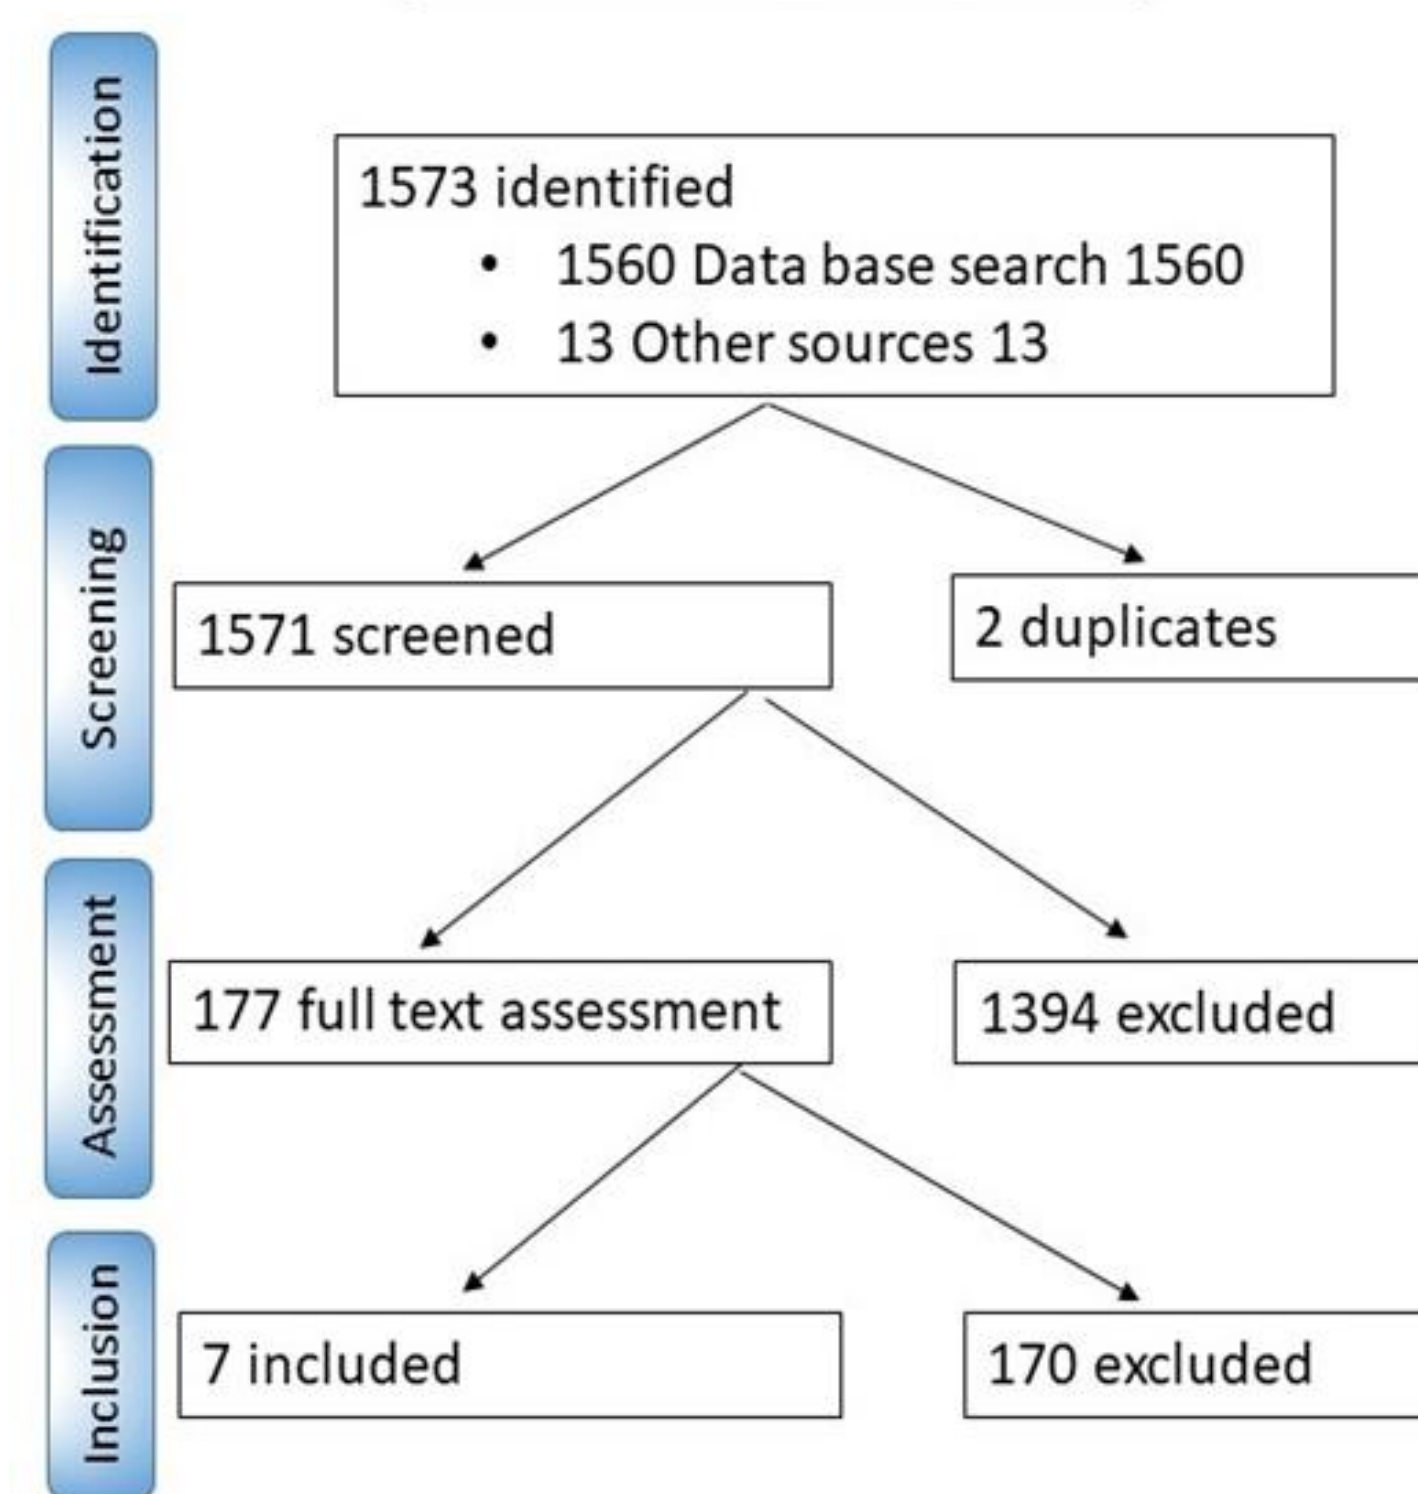 Identification
1573 identified
• 1560 Data base search 1560
• 13 Other sources 13
Screening
1571 screened
2 duplicates
Assessment
177 full text assessment
1394 excluded
Inclusion
7 included
170 excluded